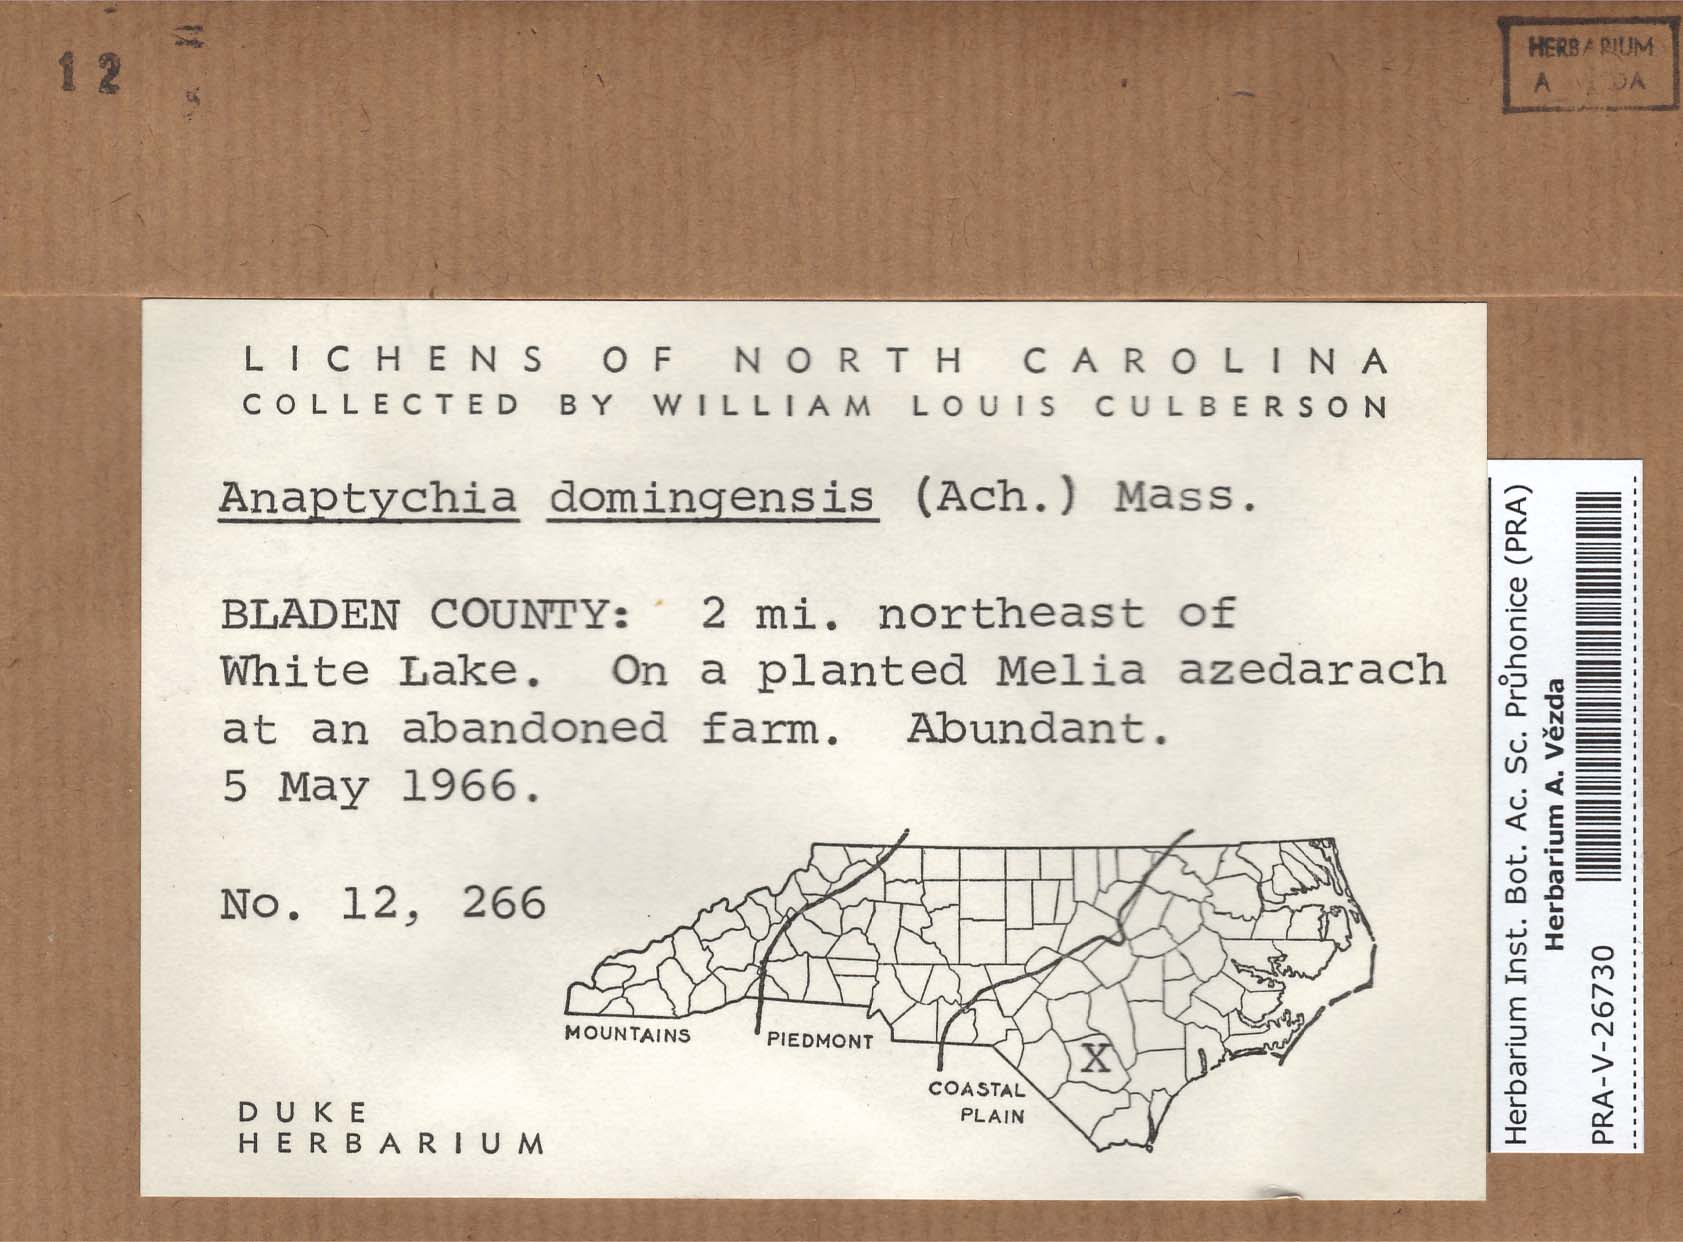 12
HERBARIUM
A
LICHENS OF NORTH CAROLINA
COLLECTED BY WILLIAM LOUIS CULBERSON
Anaptychia domingensis (Ach.) Mass.
BLADEN COUNTY: 2 mi. northeast of
White Lake. On a planted Melia azedarach
at an abandoned farm. Abundant.
5 May 1966.
No. 12, 266
MOUNTAINS
PIEDMONT
COASTAL
PLAIN
X
DUKE
HERBARIUM
Herbarium Inst. Bot. Ac. Sc. Průhonice (PRA)
Herbarium A. Vězda
PRA-V-26730